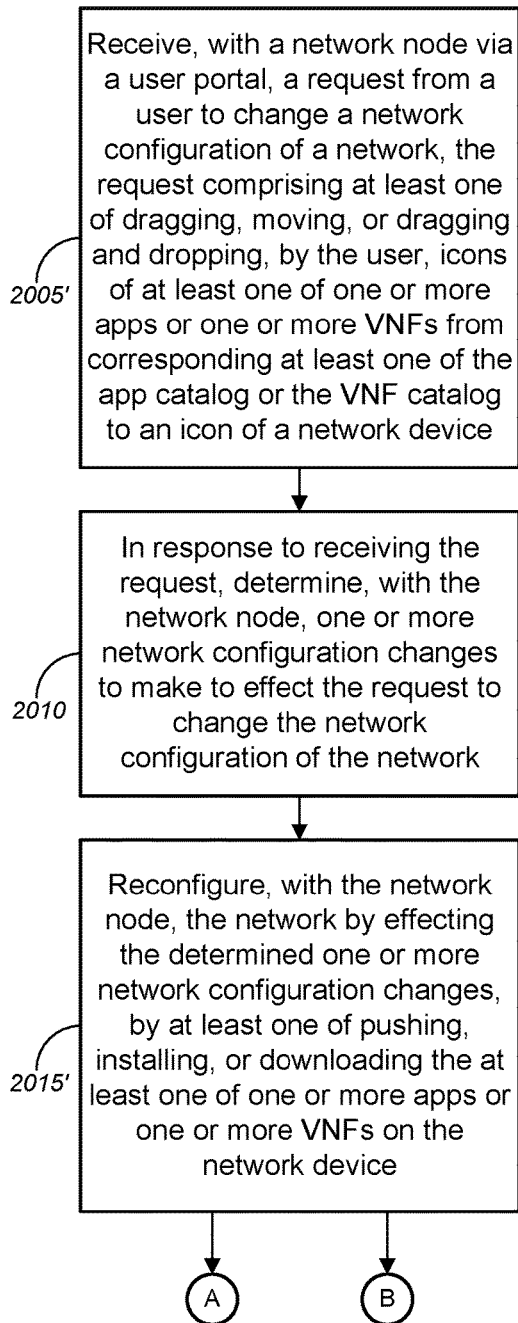 Receive, with a network node via
a user portal, a request from a
user to change a network
configuration of a network, the
request comprising at least one
of dragging, moving, or dragging
and dropping, by the user, icons
of at least one of one or more
apps or one or more VNFs from
corresponding at least one of the
app catalog or the VNF catalog
to an icon of a network device
2005'
In response to receiving the
request, determine, with the
network node, one or more
network configuration changes
to make to effect the request to
change the network
configuration of the network
2010
Reconfigure, with the network
node, the network by effecting
the determined one or more
network configuration changes,
by at least one of pushing,
installing, or downloading the at
least one of one or more apps or
one or more VNFs on the
network device
2015'
A
B